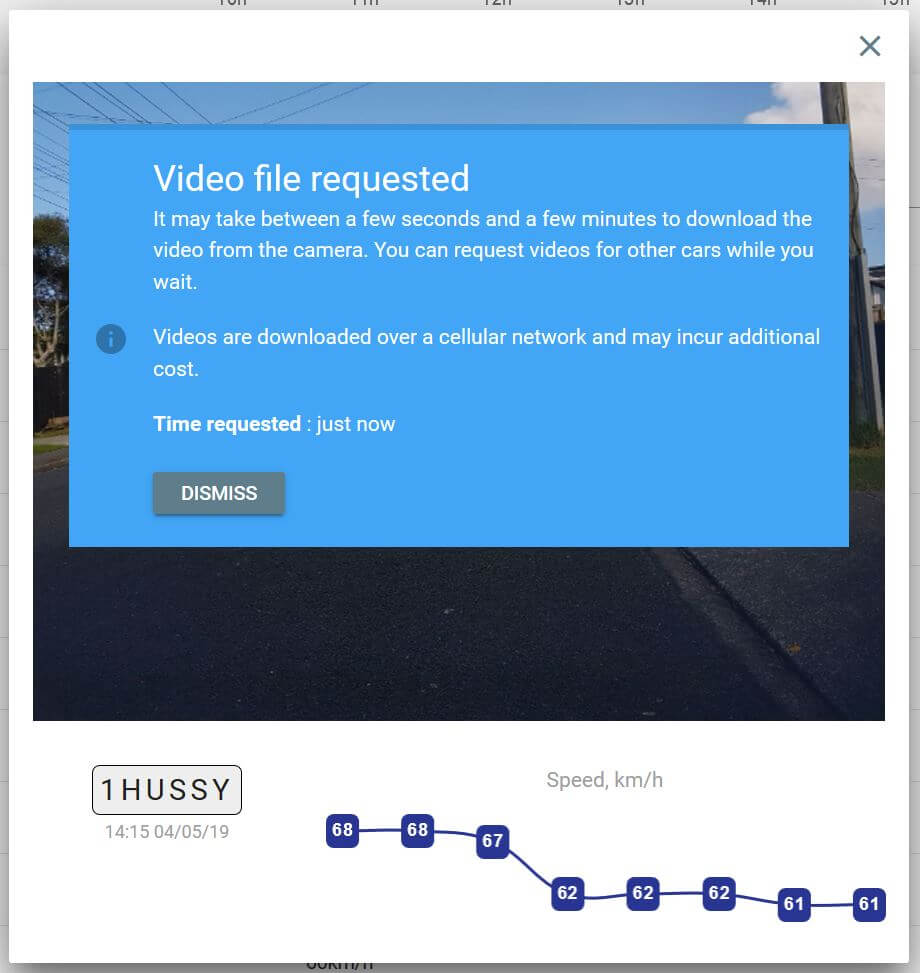 Video file requested
It may take between a few seconds and a few minutes to download the
video from the camera. You can request videos for other cars while you
wait.
Videos are downloaded over a cellular network and may incur additional
cost.
Time requested : just now
DISMISS
1HUSSY
14:15 04/05/19
Speed, km/h
68 68 67 62 62 62 61 61